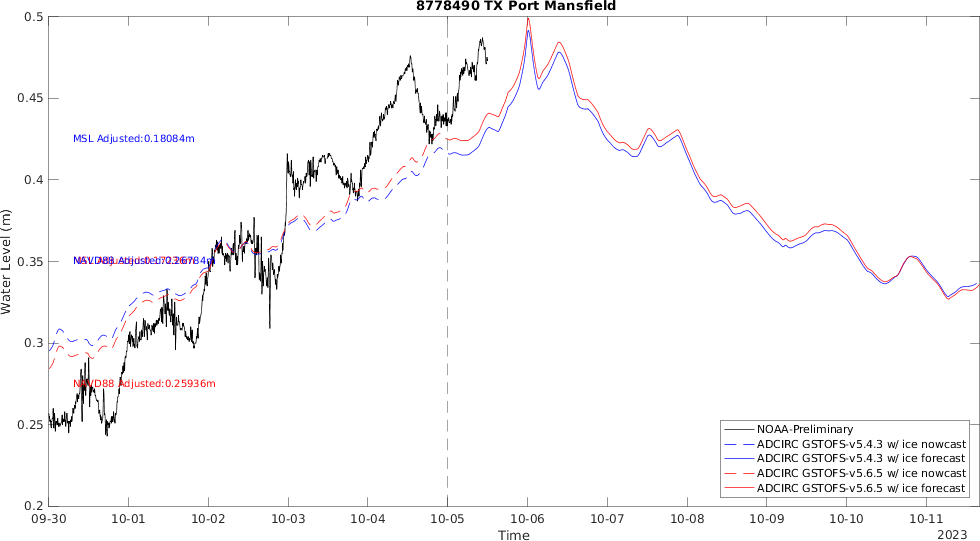 8778490 TX Port Mansfield
Water Level (m)
0.5
0.45
0.4
0.35
0.3
0.25
0.2
MSL Adjusted:0.18084m
NAVD88 Adjusted:0.25936m
09-30
10-01
10-02
10-03
10-04
10-05
10-06
10-07
10-08
10-09
10-10
10-11
Time
2023
NOAA-Preliminary
ADCIRC GSTOFS-v5.4.3 w/ ice nowcast
ADCIRC GSTOFS-v5.4.3 w/ ice forecast
ADCIRC GSTOFS-v5.6.5 w/ ice nowcast
ADCIRC GSTOFS-v5.6.5 w/ ice forecast